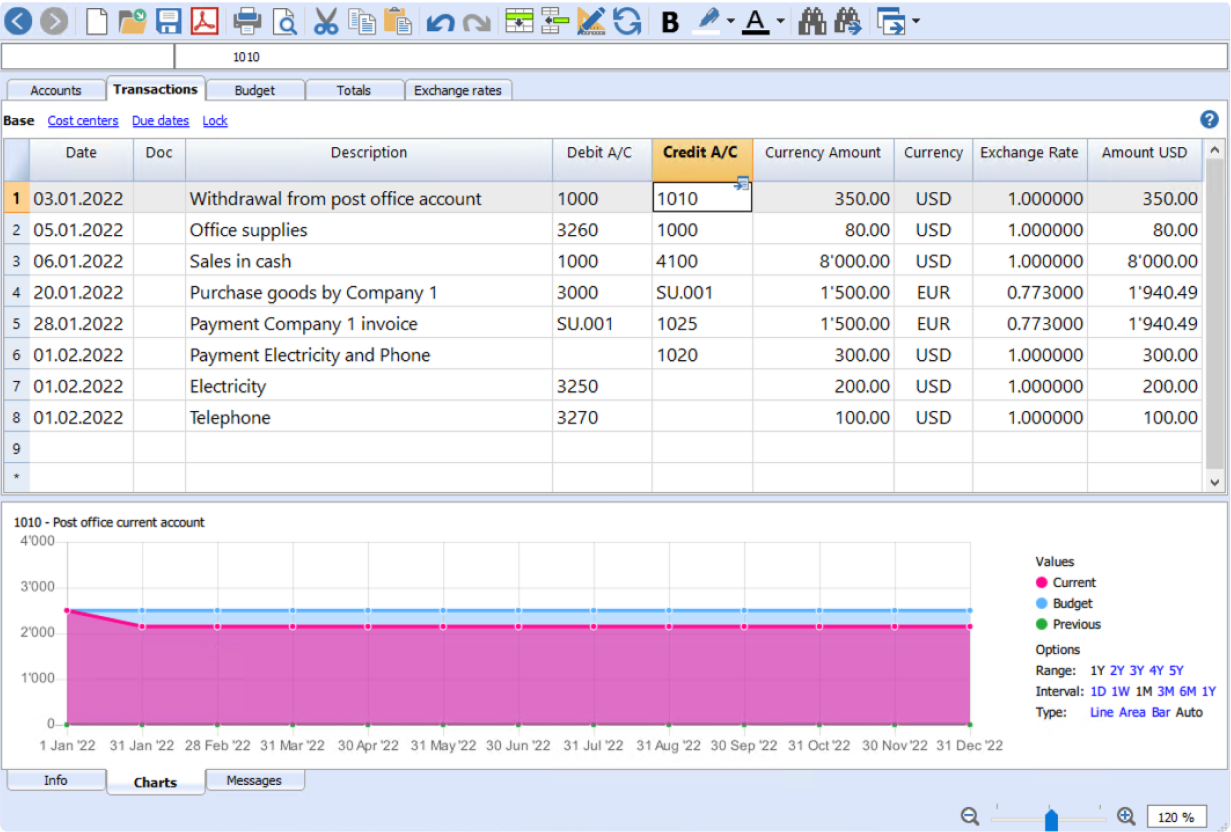 B A
1010
Accounts Transactions Budget Totals Exchange rates
Base Cost centers Due dates Lock
Date Doc Description Debit A/C Credit A/C Currency Amount Currency Exchange Rate Amount USD
1 03.01.2022 Withdrawal from post office account 1000 1010 350.00 USD 1.000000 350.00
2 05.01.2022 Office supplies 3260 1000 80.00 USD 1.000000 80.00
3 06.01.2022 Sales in cash 1000 4100 8'000.00 USD 1.000000 8'000.00
4 20.01.2022 Purchase goods by Company 1 3000 SU.001 1'500.00 EUR 0.773000 1'940.49
5 28.01.2022 Payment Company 1 invoice SU.001 1025 1'500.00 EUR 0.773000 1'940.49
6 01.02.2022 Payment Electricity and Phone 1020 300.00 USD 1.000000 300.00
7 01.02.2022 Electricity 3250 200.00 USD 1.000000 200.00
8 01.02.2022 Telephone 3270 100.00 USD 1.000000 100.00
9
*
1010 - Post office current account
4'000
3'000
2'000
1'000
0
1 Jan '22 31 Jan '22 28 Feb '22 31 Mar '22 30 Apr '22 31 May '22 30 Jun '22 31 Jul '22 31 Aug '22 30 Sep '22 31 Oct '22 30 Nov '22 31 Dec '22
Values
Current
Budget
Previous
Options
Range: 1Y 2Y 3Y 4Y 5Y
Interval: 1D 1W 1M 3M 6M 1Y
Type: Line Area Bar Auto
Info Charts Messages
120 %